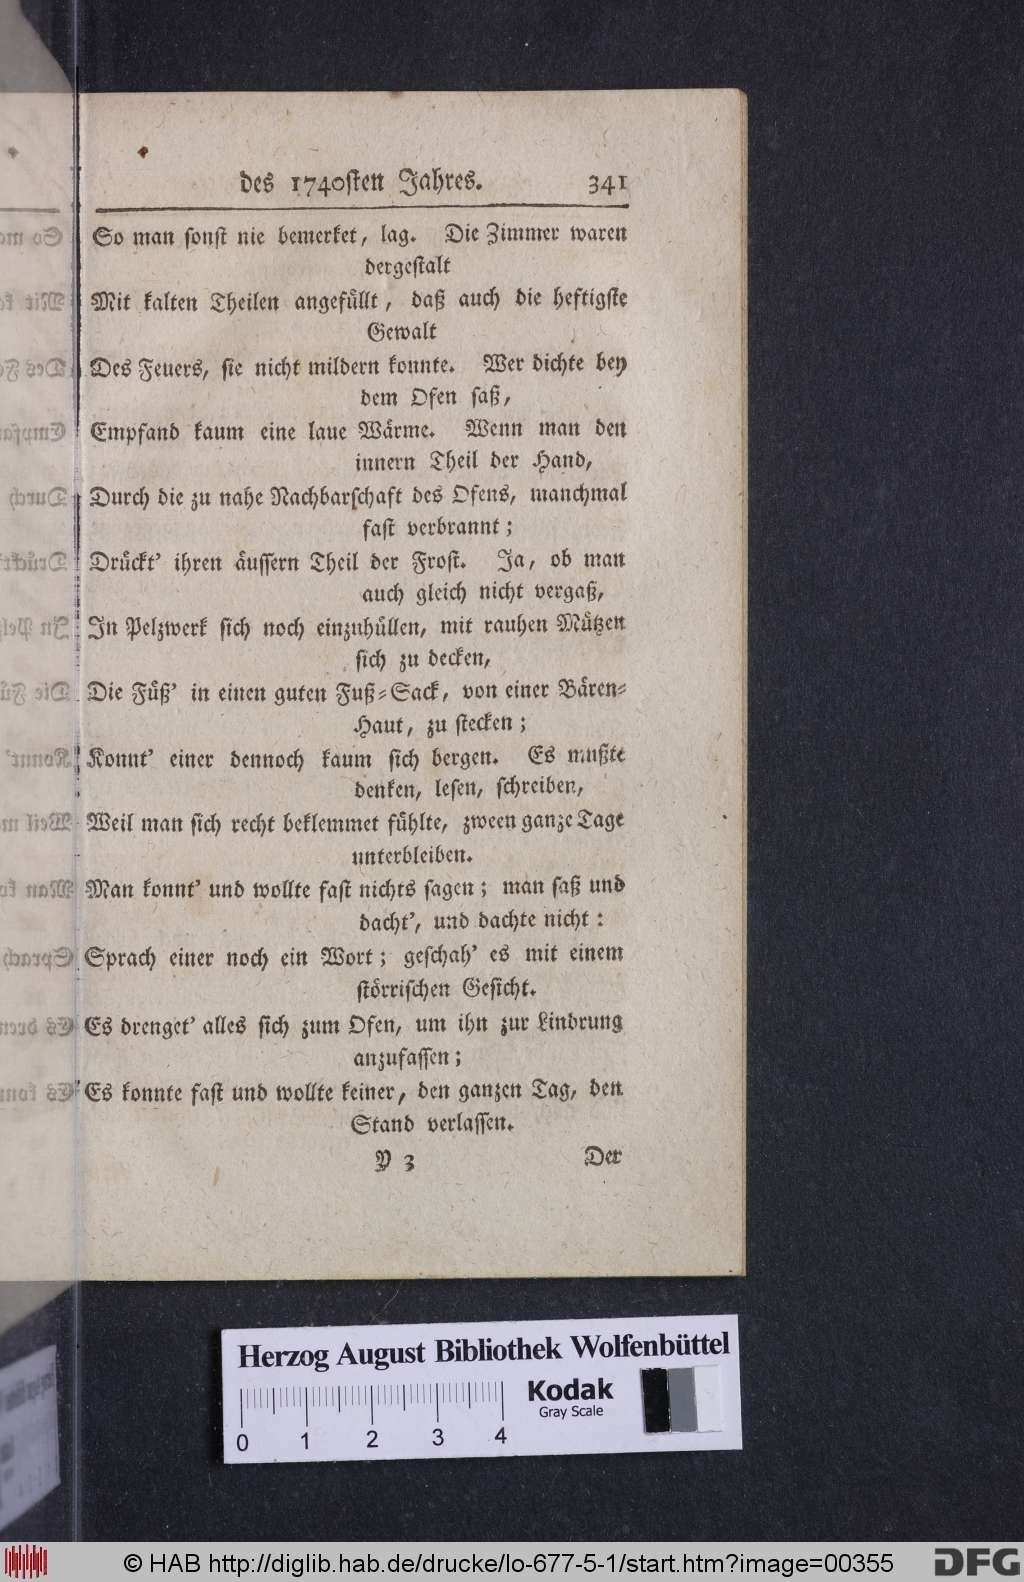 des 1740sten Jahres. 341
So man sonst nie bemerket, lag. Die Zimmer waren
dergestalt
Mit kalten Theilen angefüllt, daß auch die heftigste
Gewalt
Des Feuers, sie nicht mildern konnte. Wer dichte bey
dem Ofen saß,
Empfand kaum eine laue Wärme. Wenn man den
innern Theil der Hand,
Durch die zu nahe Nachbarschaft des Ofens, manchmal
fast verbrannt;
Drückt' ihren äussern Theil der Frost. Ja, ob man
auch gleich nicht vergaß,
In Pelzwerk sich noch einzuhüllen, mit rauhen Mützen
sich zu decken,
Die Füß' in einen guten Fuß-Sack, von einer Bären-
Haut, zu stecken;
Konnt' einer dennoch kaum sich bergen. Es mußte
denken, lesen, schreiben,
Weil man sich recht beklemmet fühlte, zween ganze Tage
unterbleiben.
Man konnt' und wollte fast nichts sagen; man saß und
dacht', und dachte nicht:
Sprach einer noch ein Wort; geschah' es mit einem
störrischen Gesicht.
Es drenget' alles sich zum Ofen, um ihn zur Lindrung
anzufassen;
Es konnte fast und wollte keiner, den ganzen Tag, den
Stand verlassen.
Y 3 Der
Herzog August Bibliothek Wolfenbüttel
Kodak
Gray Scale
0 1 2 3 4
© HAB http://diglib.hab.de/drucke/lo-677-5-1/start.htm?image=00355
DFG